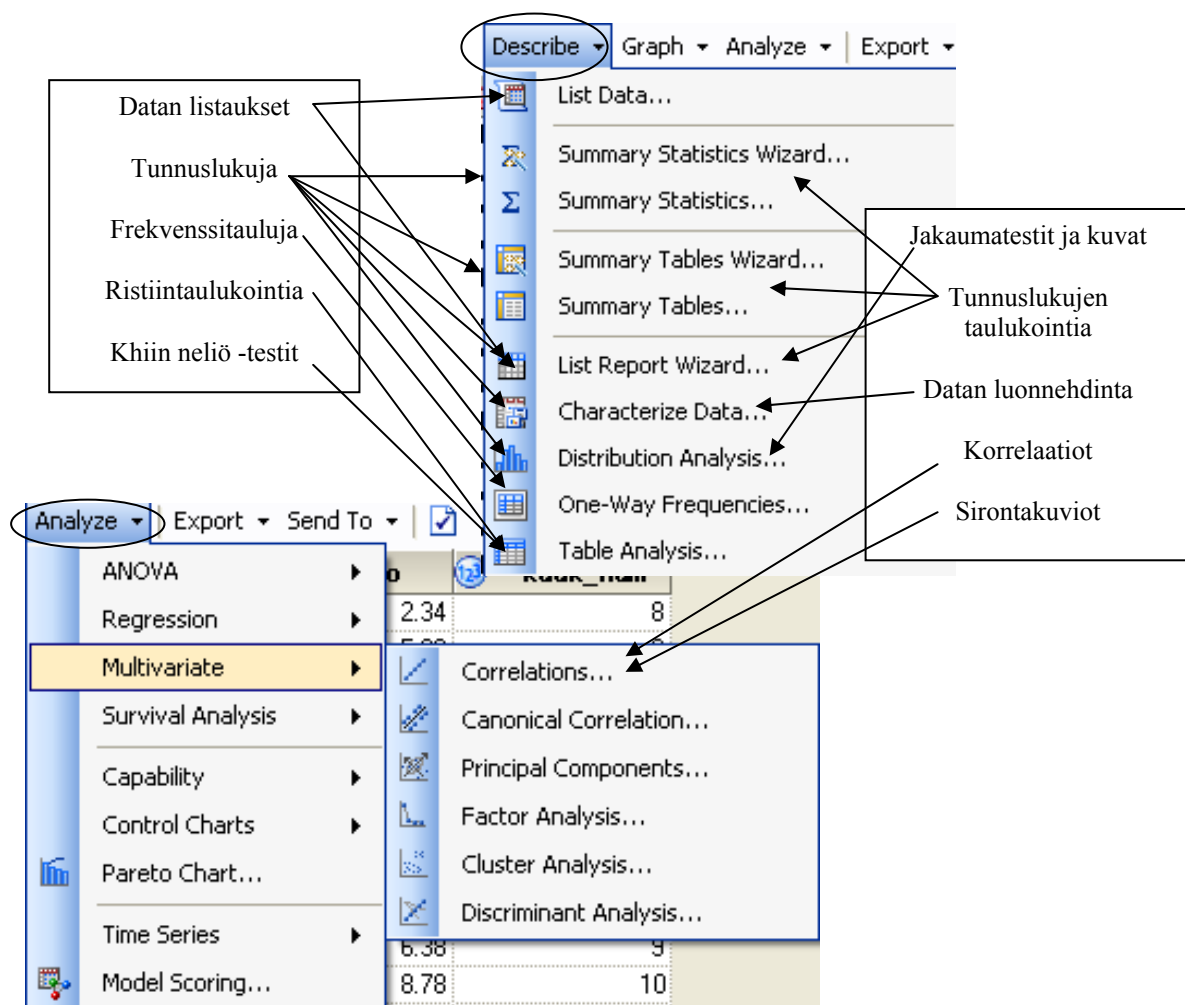 Describe Graph Analyze Export
List Data...
Summary Statistics Wizard...
Summary Statistics...
Summary Tables Wizard...
Summary Tables...
List Report Wizard...
Characterize Data...
Distribution Analysis...
One-Way Frequencies...
Table Analysis...
Datan listaukset
Tunnuslukuja
Frekvenssitauluja
Ristiintaulukointia
Khiin neliö -testit
Jakaumatestit ja kuvat
Tunnuslukujen
taulukointia
Datan luonnehdinta
Korrelaatiot
Sirontakuviot
Analyze Export Send To
ANOVA
Regression
Multivariate
Survival Analysis
Capability
Control Charts
Pareto Chart...
Time Series
Model Scoring...
Correlations...
Canonical Correlation...
Principal Components...
Factor Analysis...
Cluster Analysis...
Discriminant Analysis...
o 123
2.34 8
6.38 9
8.78 10